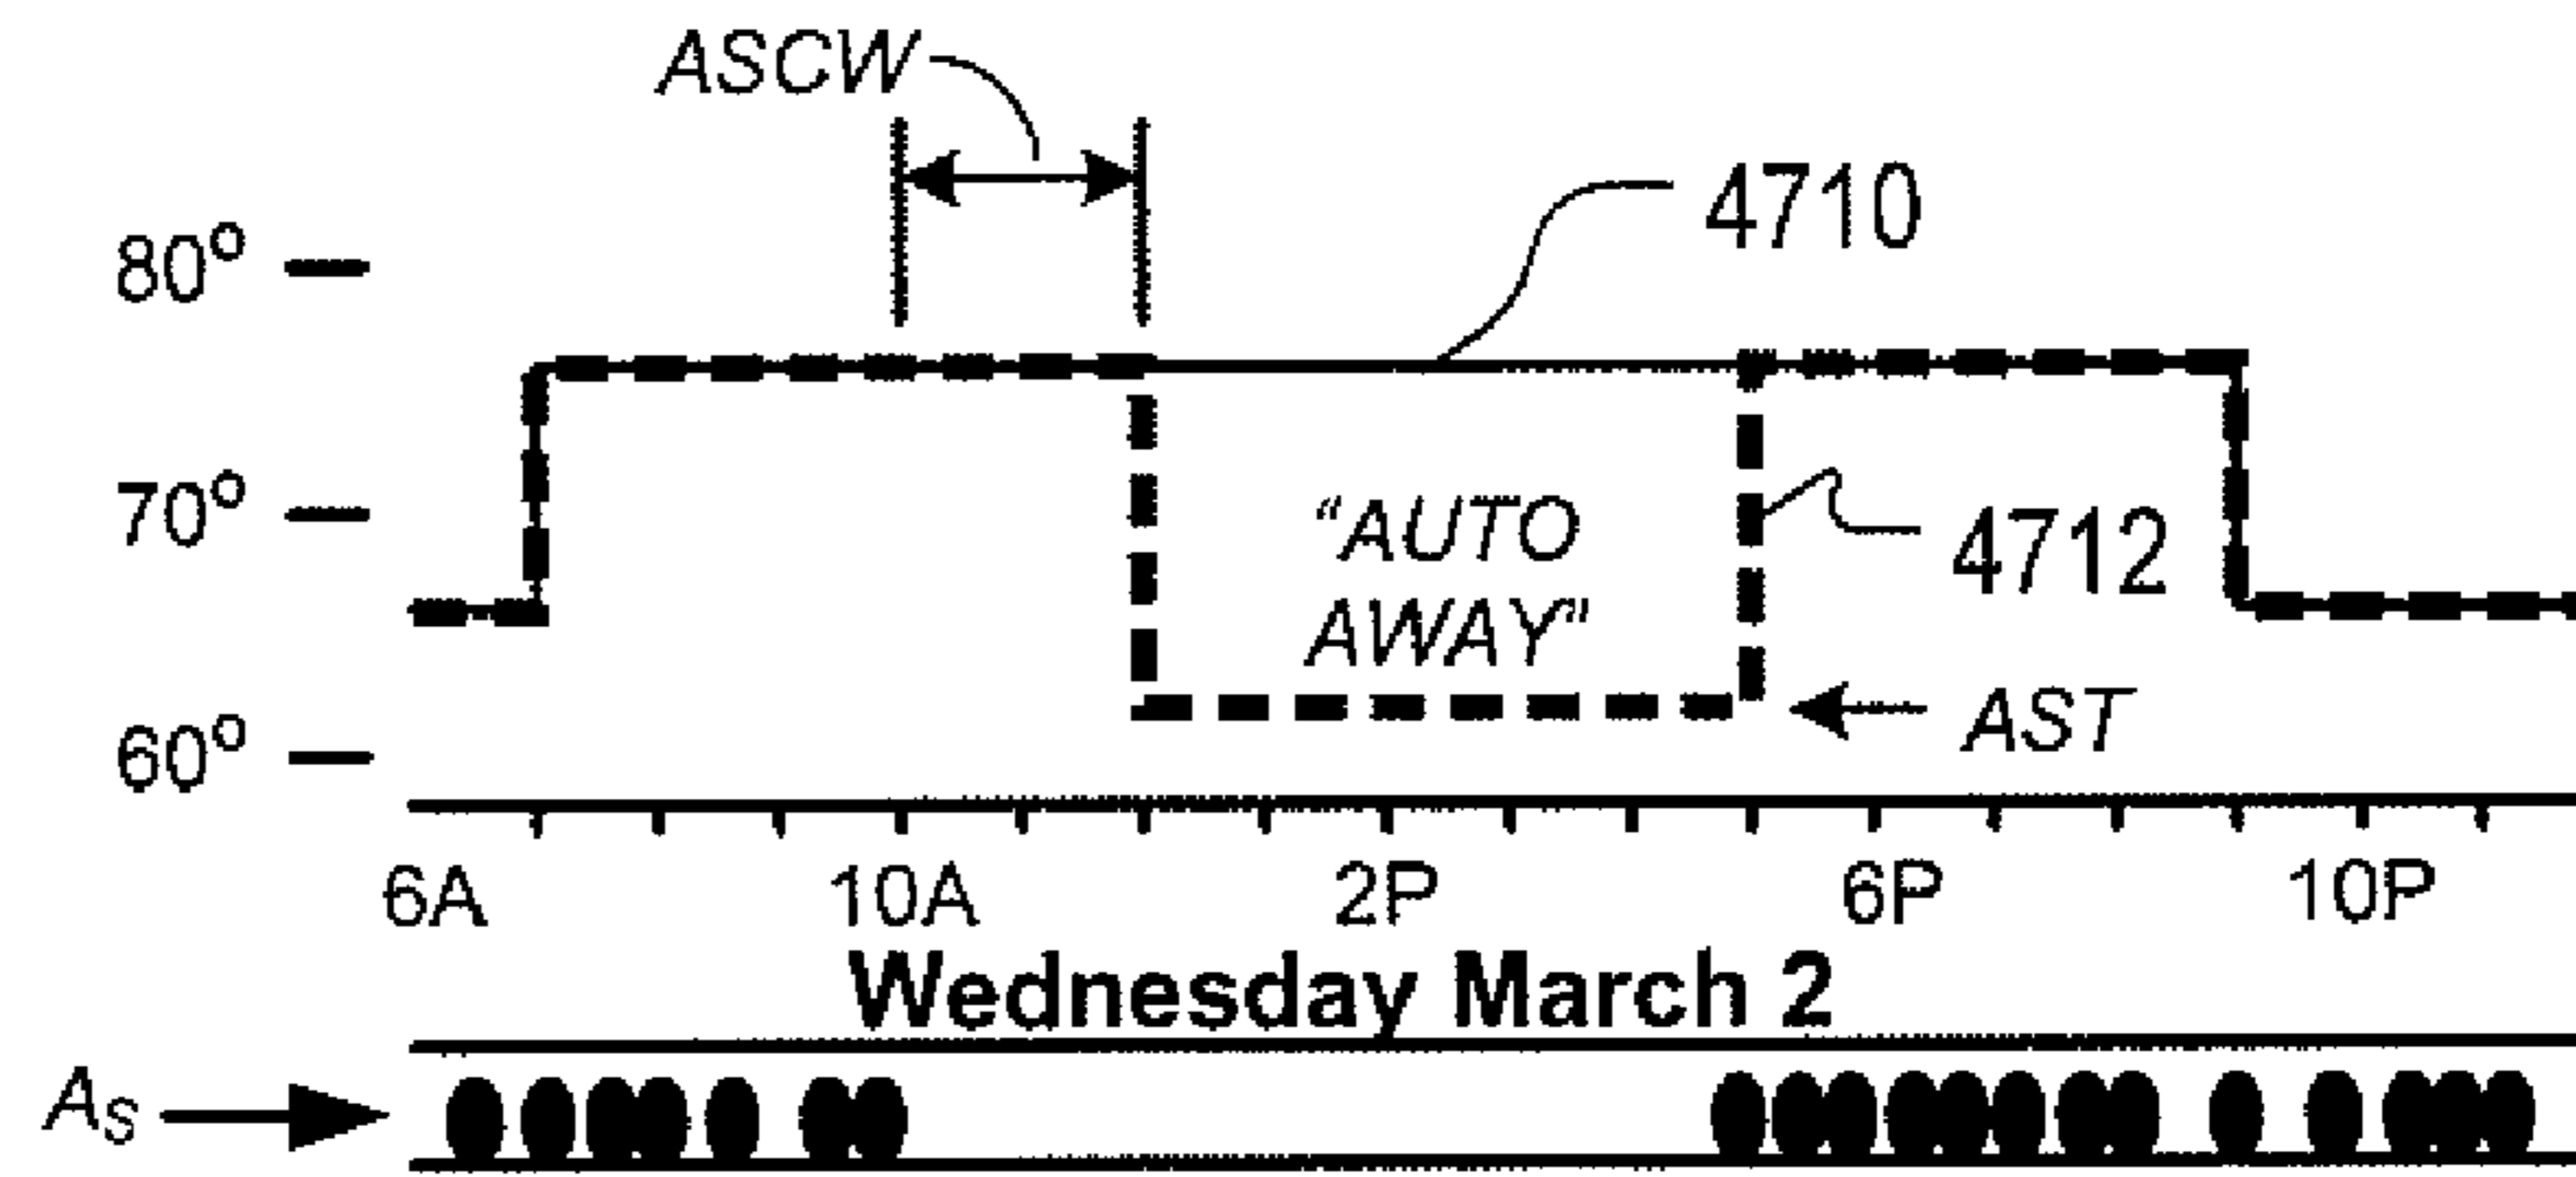 ASCW
4710
80°
70°
"AUTO
AWAY"
4712
60°
AST
6A 10A 2P 6P 10P
Wednesday March 2
As